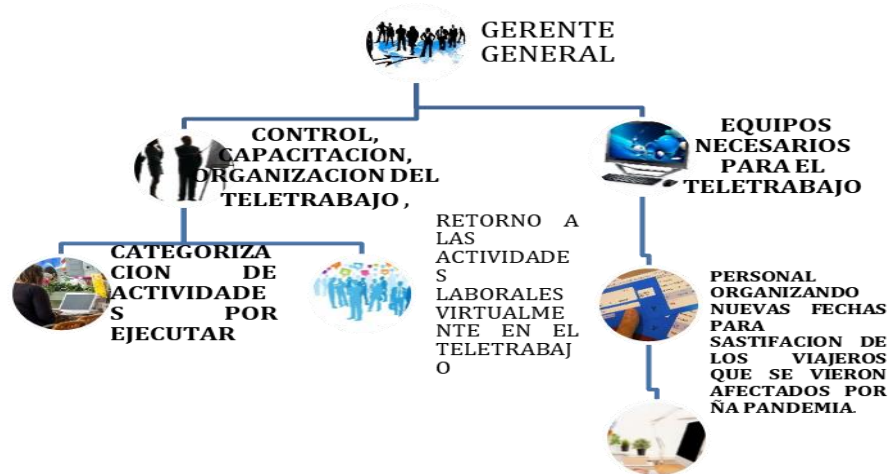 GERENTE
GENERAL
CONTROL,
CAPACITACION,
ORGANIZACION DEL
TELETRABAJO ,
EQUIPOS
NECESARIOS
PARA EL
TELETRABAJO
CATEGORIZA
CION DE
ACTIVIDADE
S POR
EJECUTAR
RETORNO A
LAS
ACTIVIDADE
S
LABORALES
VIRTUALME
NTE EN EL
TELETRABAJ
O
PERSONAL
ORGANIZANDO
NUEVAS FECHAS
PARA
SASTIFACION DE
LOS VIAJEROS
QUE SE VIERON
AFECTADOS POR
ÑA PANDEMIA.